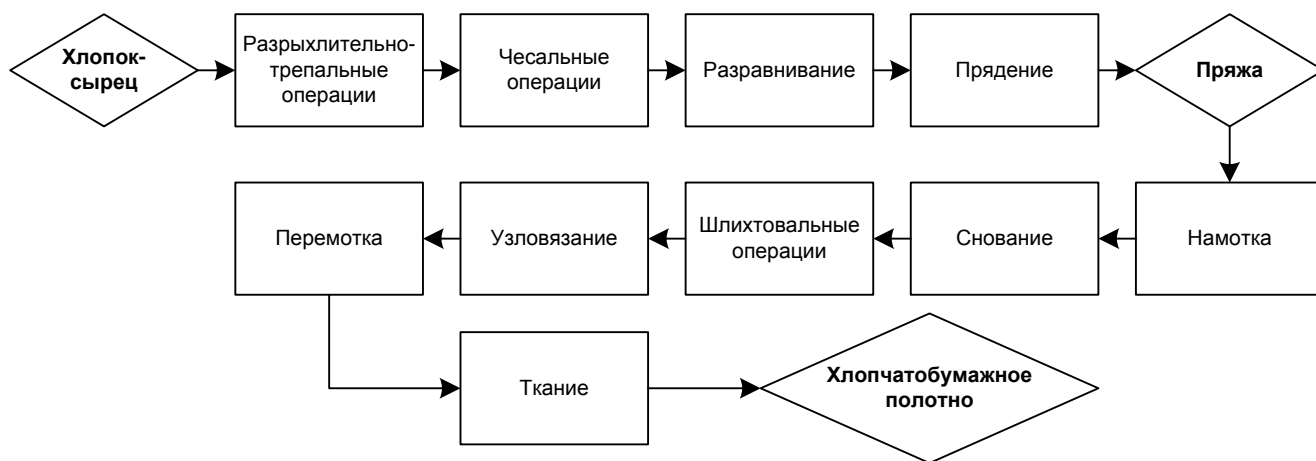 Хлопок-
сырец
Разрыхлительно-
трепальные
операции
Чесальные
операции
Разравнивание
Прядение
Пряжа
Намотка
Снование
Шлихтовальные
операции
Узловязание
Перемотка
Ткание
Хлопчатобумажное
полотно